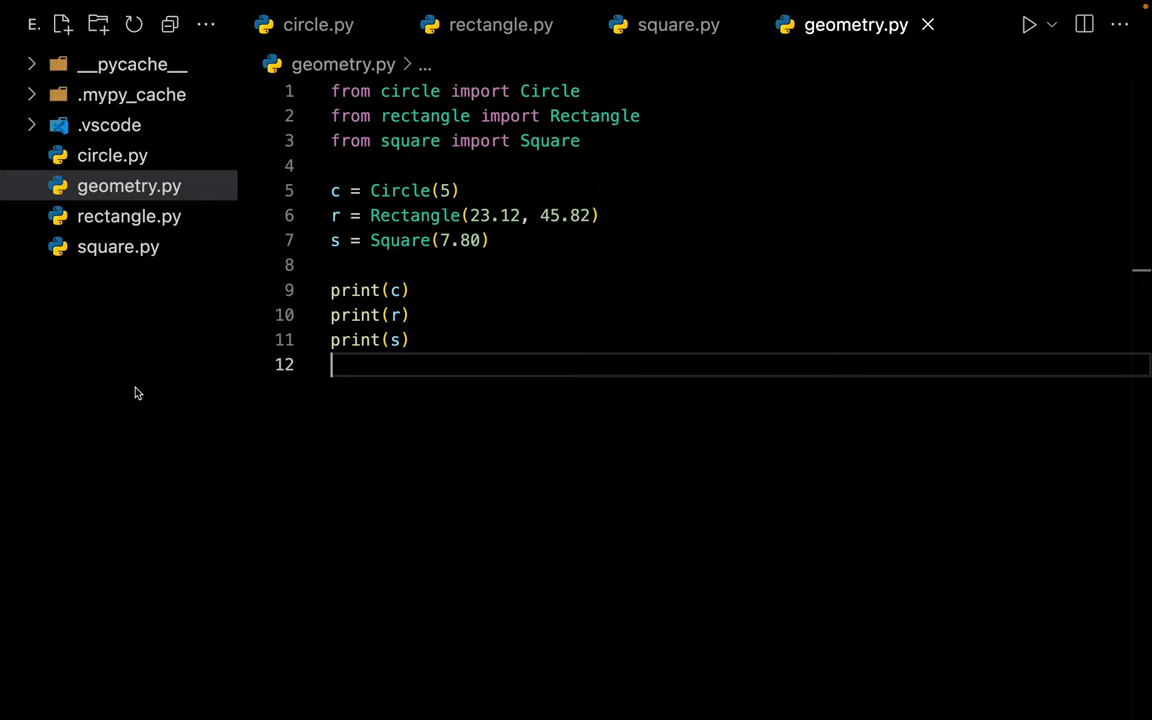 E. ...
circle.py
rectangle.py
square.py
geometry.py
__pycache__
.mypy_cache
.vscode
circle.py
geometry.py
rectangle.py
square.py
geometry.py > ...
1 from circle import Circle
2 from rectangle import Rectangle
3 from square import Square
4
5 c = Circle(5)
6 r = Rectangle(23.12, 45.82)
7 s = Square(7.80)
8
9 print(c)
10 print(r)
11 print(s)
12